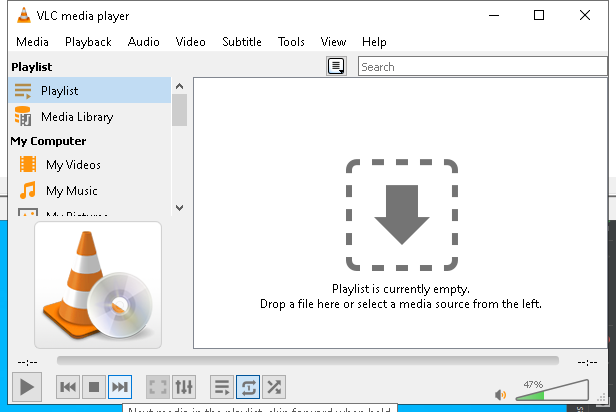 VLC media player
Media Playback Audio Video Subtitle Tools View Help
Playlist
Search
Playlist
Media Library
My Computer
My Videos
My Music
My Pictures
Playlist is currently empty.
Drop a file here or select a media source from the left.
--:-- --:--
47%
Next media in the playlist, skip forward when held